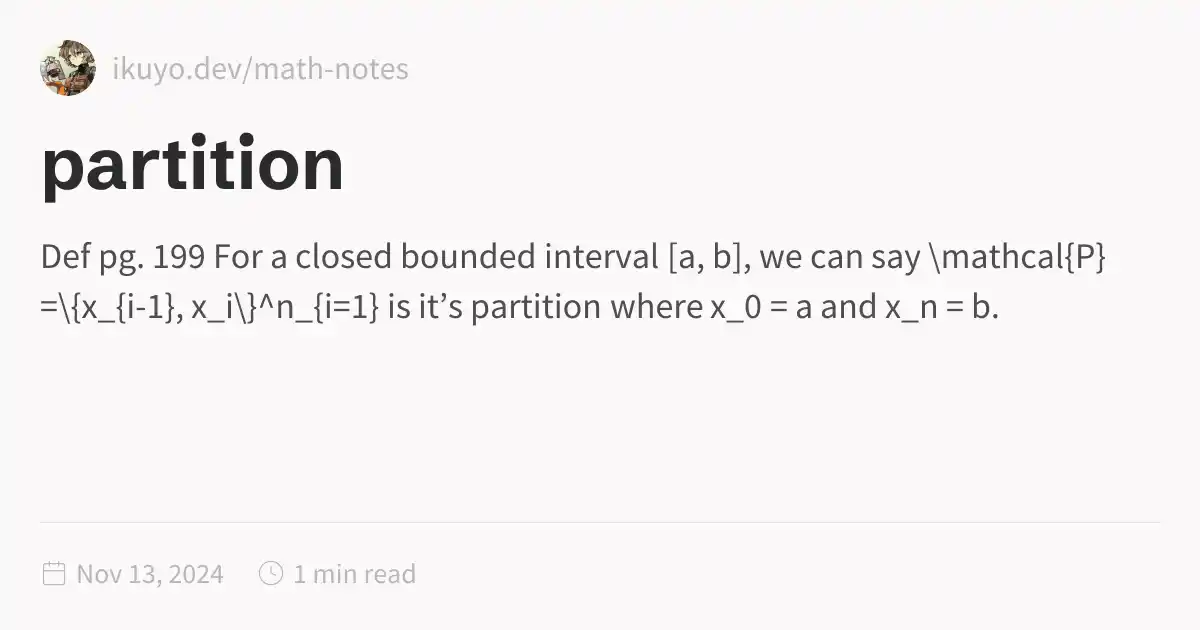 ikuyo.dev/math-notes
partition
Def pg. 199 For a closed bounded interval [a, b], we can say \mathcal{P}
=\{x_{i-1}, x_i\}^n_{i=1} is it’s partition where x_0 = a and x_n = b.
Nov 13, 2024 1 min read